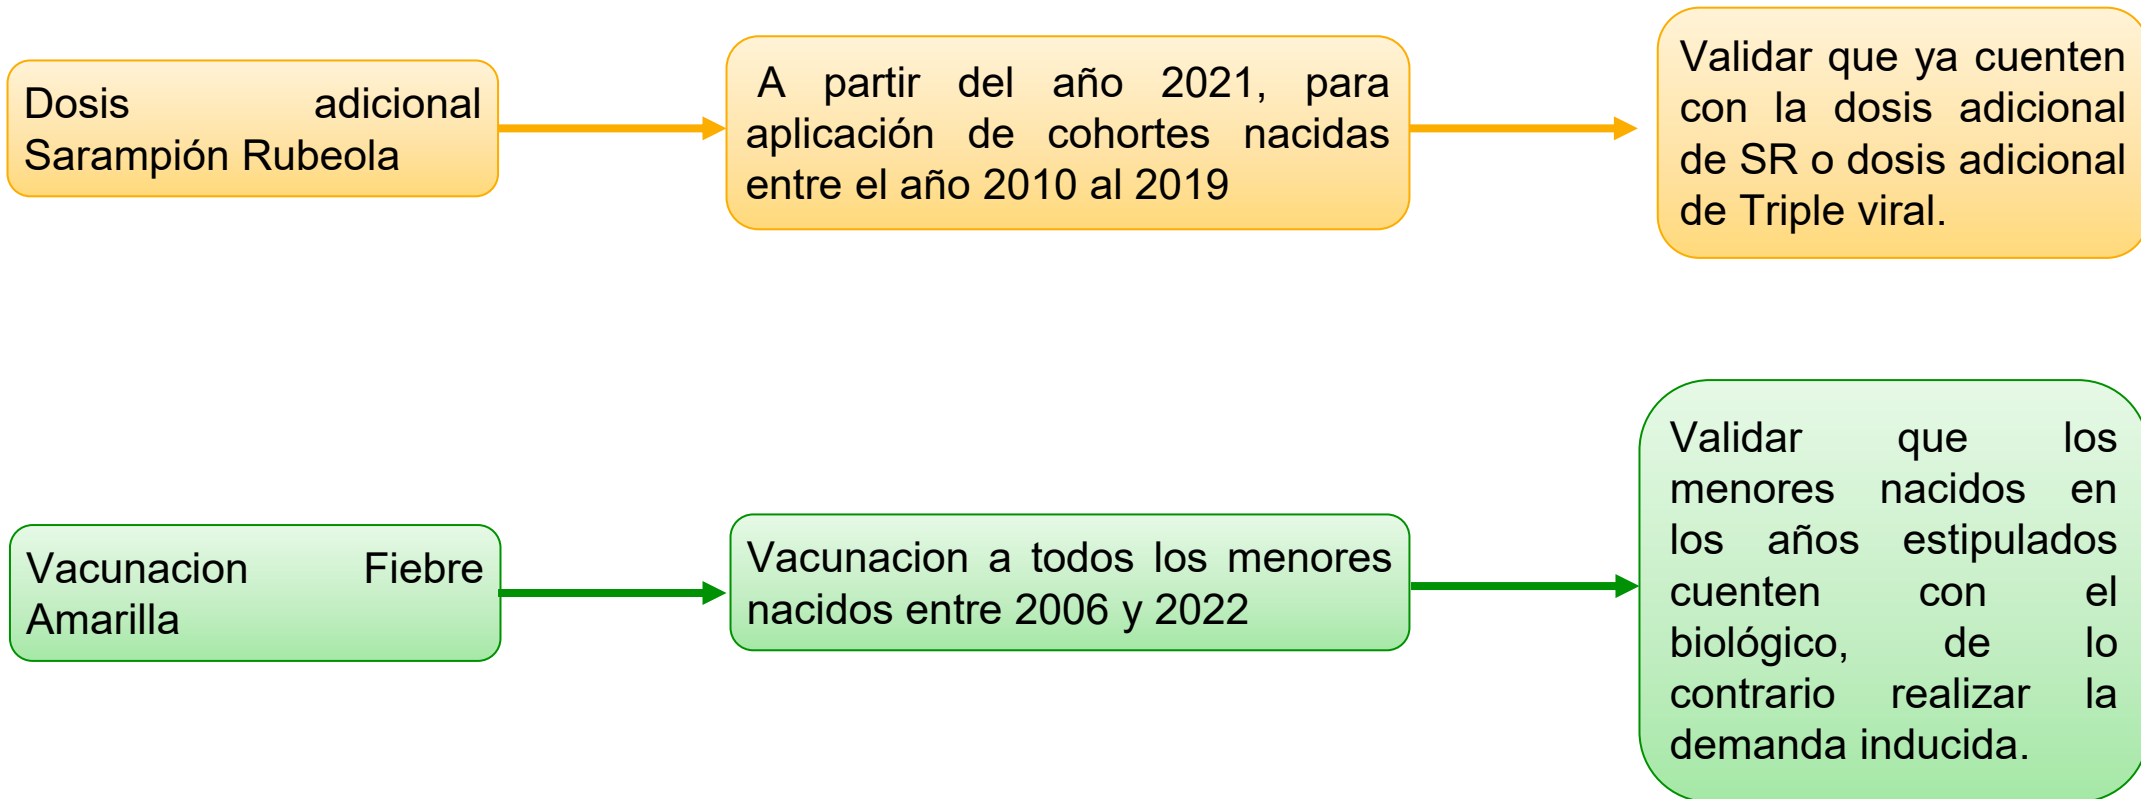 Dosis adicional
Sarampión Rubeola
A partir del año 2021, para
aplicación de cohortes nacidas
entre el año 2010 al 2019
Validar que ya cuenten
con la dosis adicional
de SR o dosis adicional
de Triple viral.
Vacunacion Fiebre
Amarilla
Vacunacion a todos los menores
nacidos entre 2006 y 2022
Validar que los
menores nacidos en
los años estipulados
cuenten con el
biológico, de lo
contrario realizar la
demanda inducida.